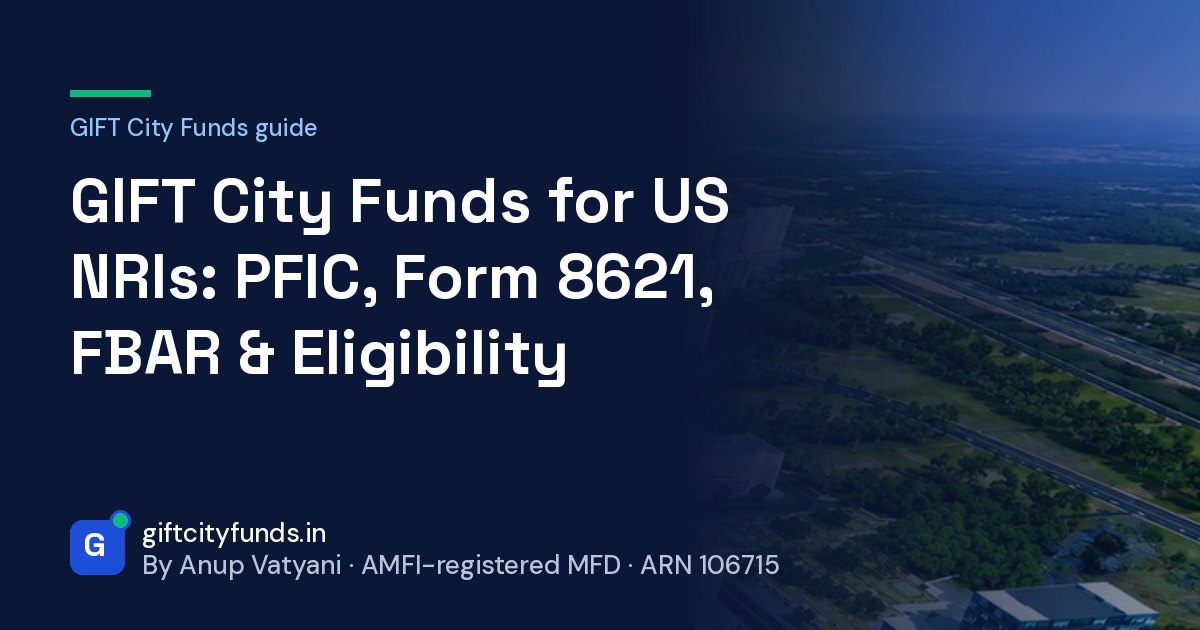 GIFT City Funds guide
GIFT City Funds for US
NRIs: PFIC, Form 8621,
FBAR & Eligibility
G
giftcityfunds.in
By Anup Vatyani · AMFI-registered MFD · ARN 106715